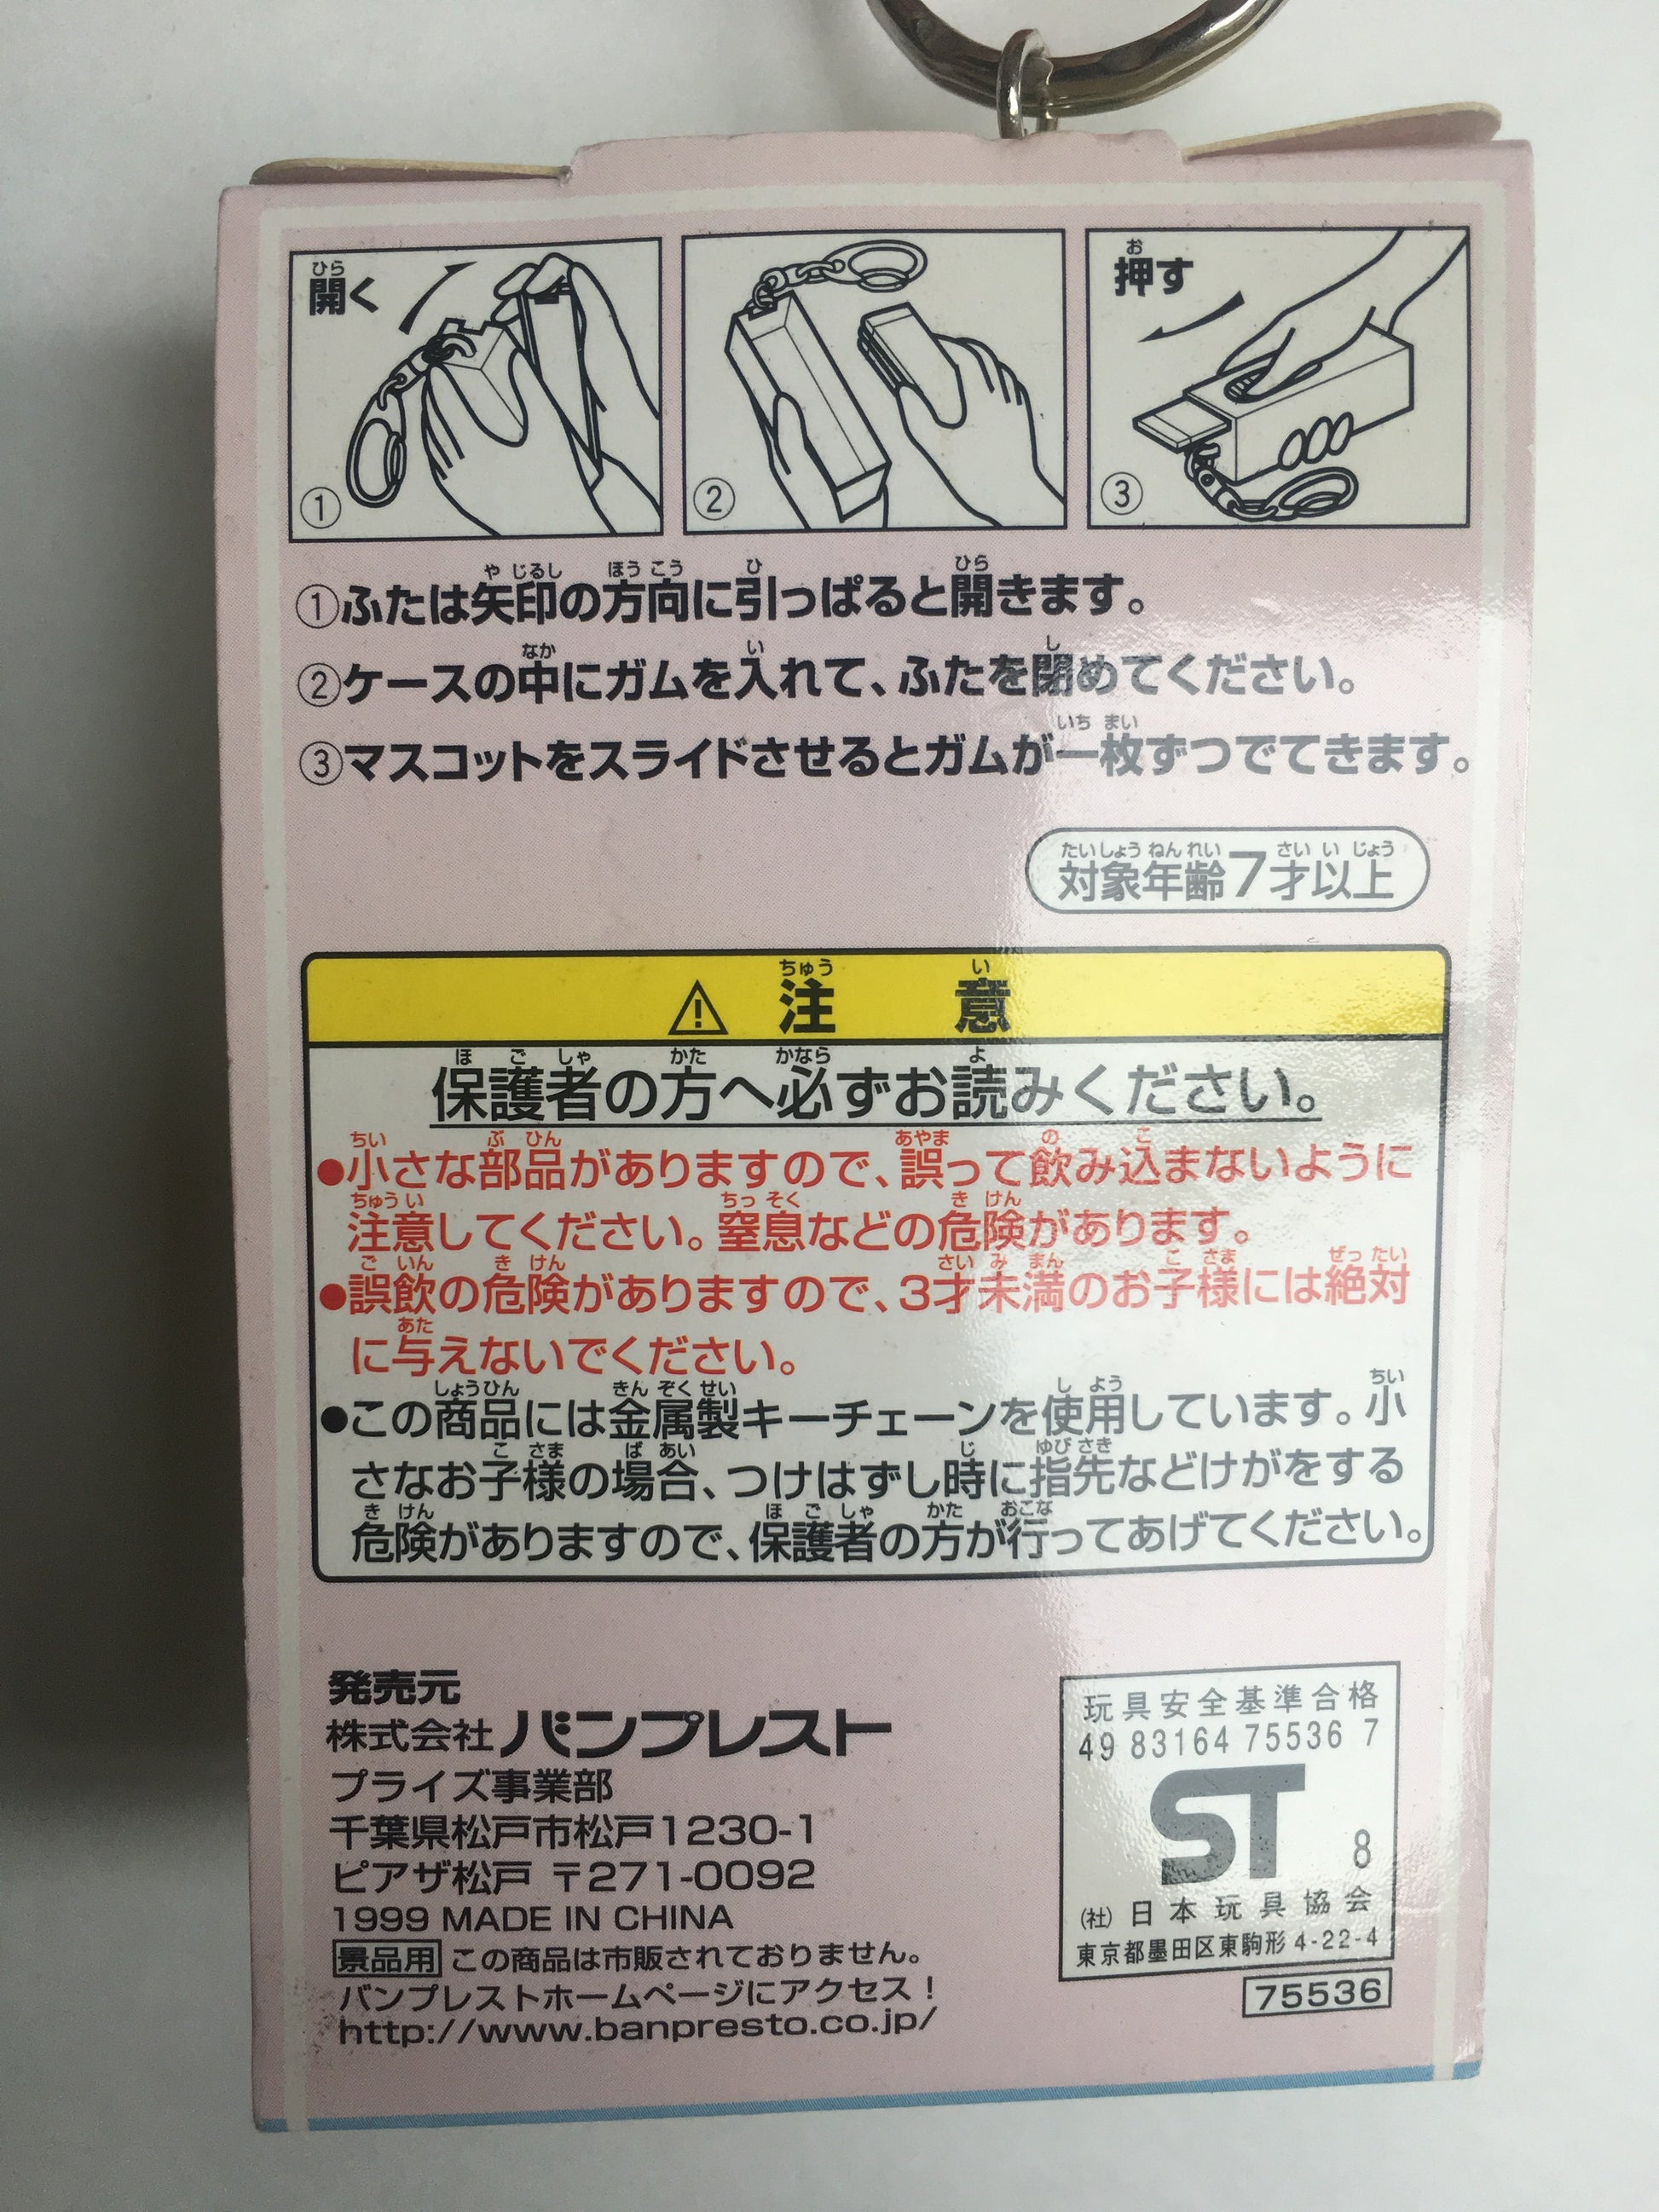 開く
①
②
押す
③
①ふたは矢印の方向に引っぱると開きます。
②ケースの中にガムを入れて、ふたを閉めてください。
③マスコットをスライドさせるとガムが一枚ずつでてきます。
対象年齢7才以上
⚠ 注意
保護者の方へ必ずお読みください。
●小さな部品がありますので、誤って飲み込まないように
注意してください。窒息などの危険があります。
●誤飲の危険がありますので、3才未満のお子様には絶対
に与えないでください。
●この商品には金属製キーチェーンを使用しています。小
さなお子様の場合、つけはずし時に指先などけがをする
危険がありますので、保護者の方が行ってあげてください。
発売元
株式会社バンプレスト
プライズ事業部
千葉県松戸市松戸1230-1
ピアザ松戸 〒271-0092
1999 MADE IN CHINA
景品用 この商品は市販されておりません。
バンプレストホームページにアクセス!
http://www.banpresto.co.jp/
玩具安全基準合格
49 83164 75536 7
ST 8
(社)日本玩具協会
東京都墨田区東駒形4-22-4
75536